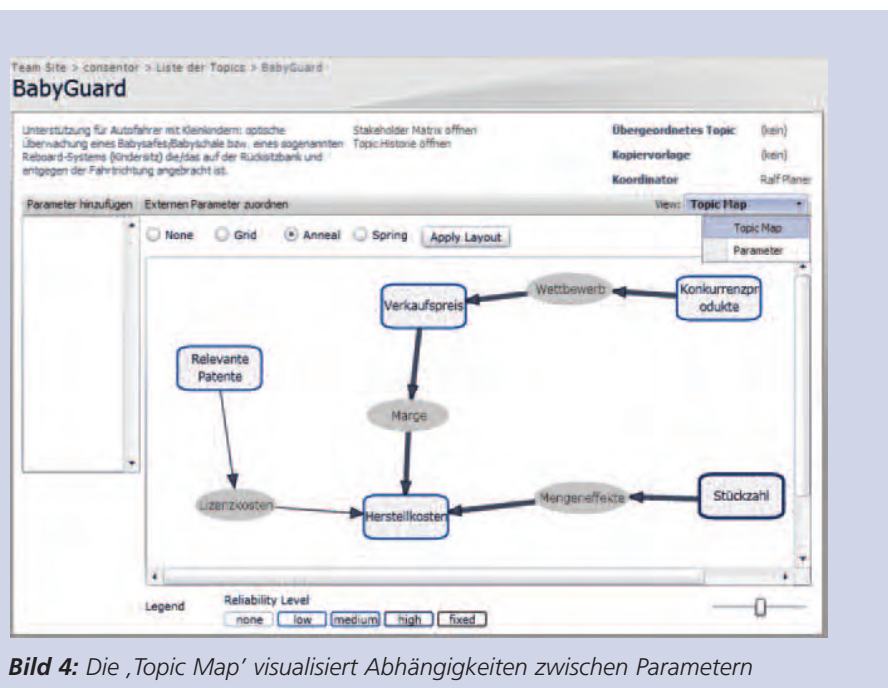 Team Site > consentor > Liste der Topics > BabyGuard
BabyGuard
Unterstützung für Autofahrer mit Kleinkindern: optische
Überwachung eines Babysafes/Babyschale bzw. eines sogenannten
Reboard-Systems (Kindersitz) die/das auf der Rücksitzbank und
entgegen der Fahrtrichtung angebracht ist.
Stakeholder Matrix öffnen
Topic Historie öffnen
Übergeordnetes Topic (kein)
Kopiervorlage (kein)
Koordinator Ralf Planer
Parameter hinzufügen Externen Parameter zuordnen View: Topic Map
Topic Map
Parameter
None Grid Anneal Spring Apply Layout
Verkaufspreis
Wettbewerb
Konkurrenzpr
odukte
Relevante
Patente
Marge
Lizenzkosten
Herstellkosten
Mengeneffekte
Stückzahl
Legend
Reliability Level
none low medium high fixed
Bild 4: Die ‚Topic Map’ visualisiert Abhängigkeiten zwischen Parametern